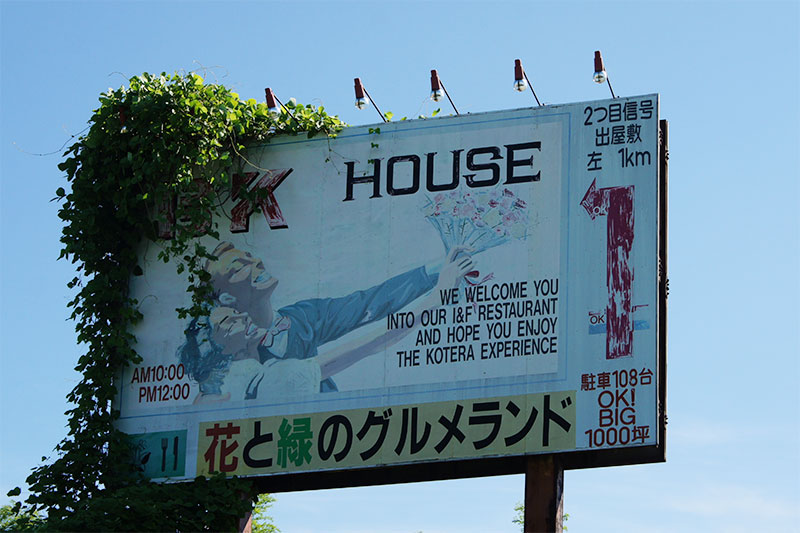 K HOUSE
2つ目信号
出屋敷
左 1km
OK
OK
WE WELCOME YOU
INTO OUR I&F RESTAURANT
AND HOPE YOU ENJOY
THE KOTERA EXPERIENCE
AM10:00
PM12:00
駐車108台
OK!
BIG
1000坪
花と緑のグルメランド